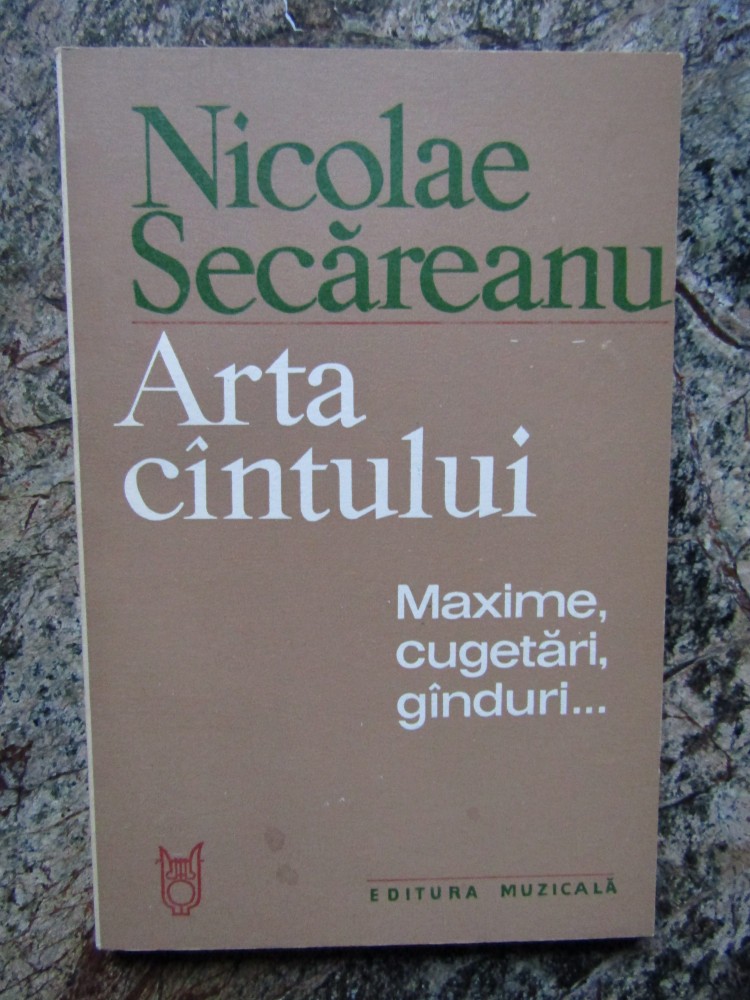 Nicolae
Secăreanu
Arta
cîntului
Maxime,
cugetări,
gînduri...
EDITURA MUZICALĂ